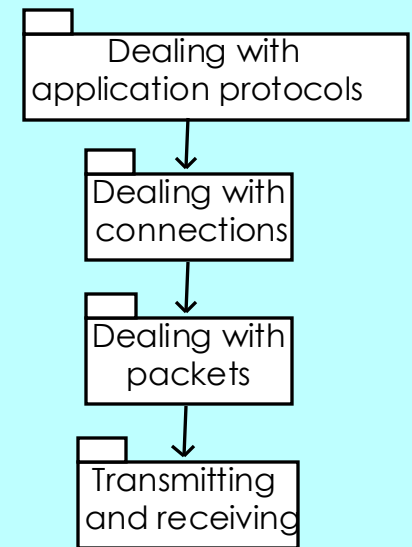 Dealing with
application protocols
Dealing with
connections
Dealing with
packets
Transmitting
and receiving